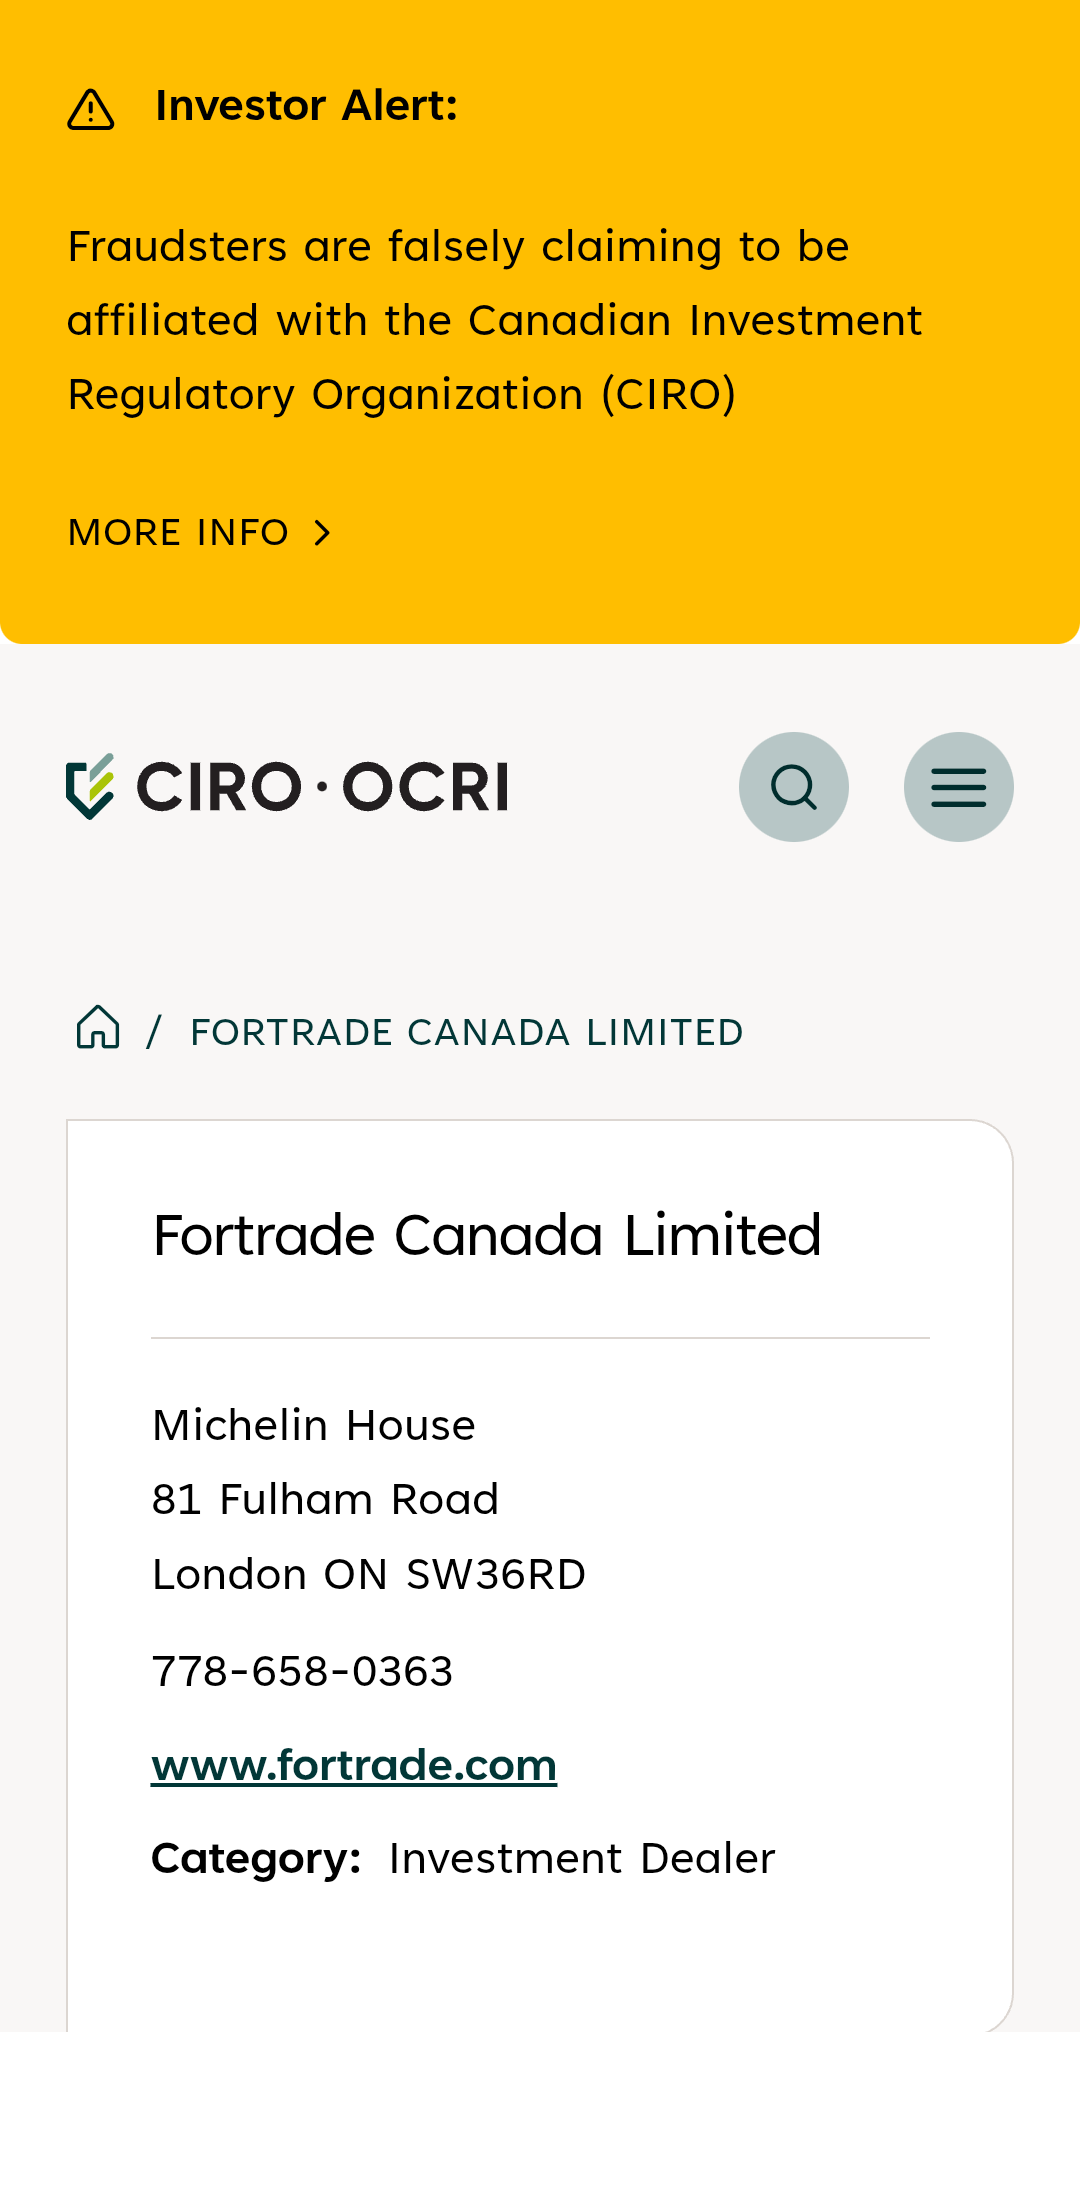 Investor Alert:
Fraudsters are falsely claiming to be
affiliated with the Canadian Investment
Regulatory Organization (CIRO)
MORE INFO
CIRO · OCRI
/ FORTRADE CANADA LIMITED
Fortrade Canada Limited
Michelin House
81 Fulham Road
London ON SW36RD
778-658-0363
www.fortrade.com
Category: Investment Dealer